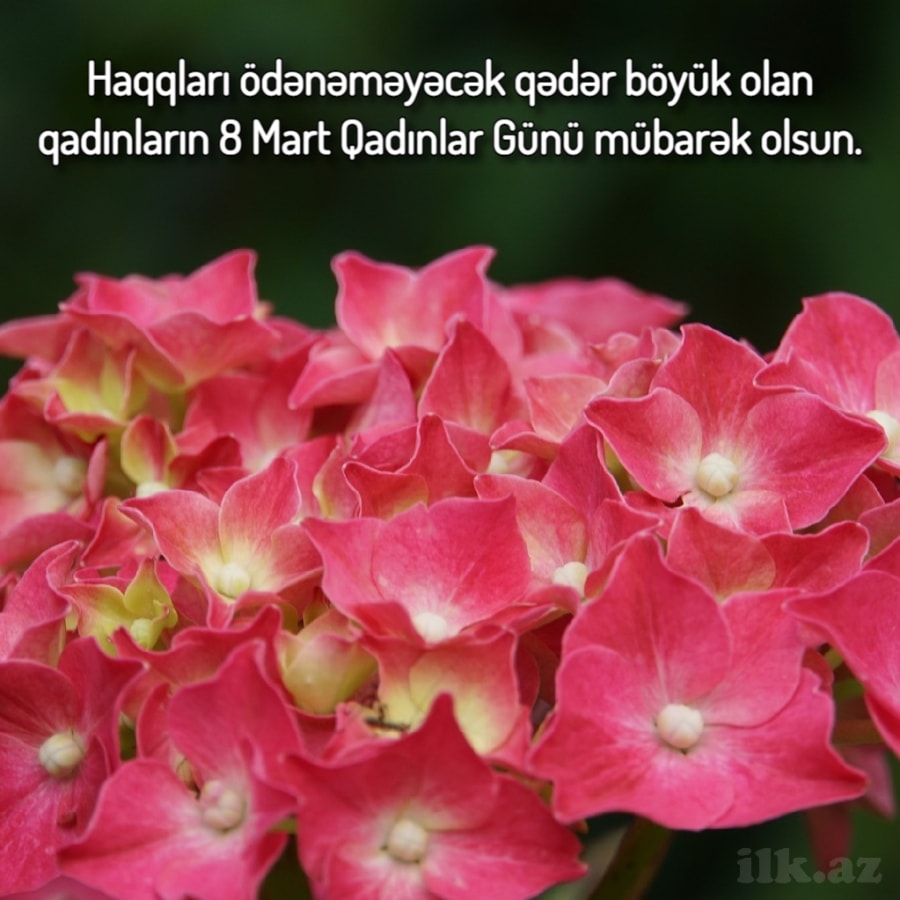 Haqqları ödənəməyəcək qədər böyük olan
qadınların 8 Mart Qadınlar Günü mübarək olsun.
ilk.az